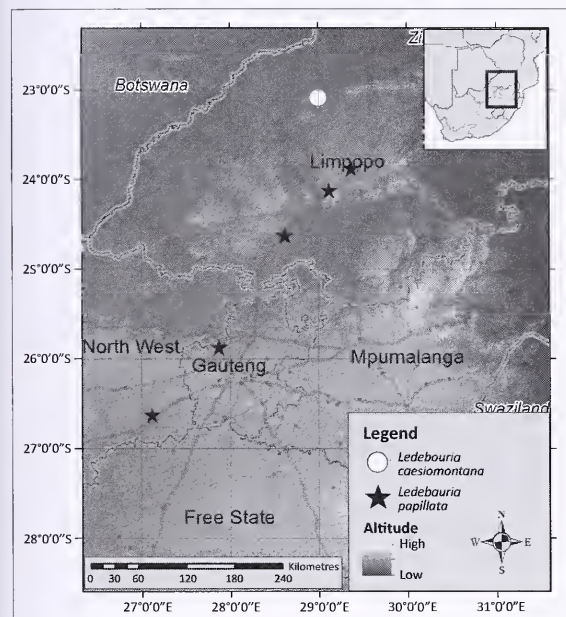 Zi
Botswana
23°0'0"S
Limpopo
24°0'0"S
25°0'0"S
North West
26°0'0"S
Gauteng
Mpumalanga
Swaziland
27°0'0"S
Legend
Ledebouria
caesiomontana
Ledebauria
papillata
Free State
Altitude
High
Low
N
W
E
S
28°0'0"S
Kilometres
0 30 60 120 180 240
27°0'0"E 28°0'0"E 29°0'0"E 30°0'0"E 31°0'0"E